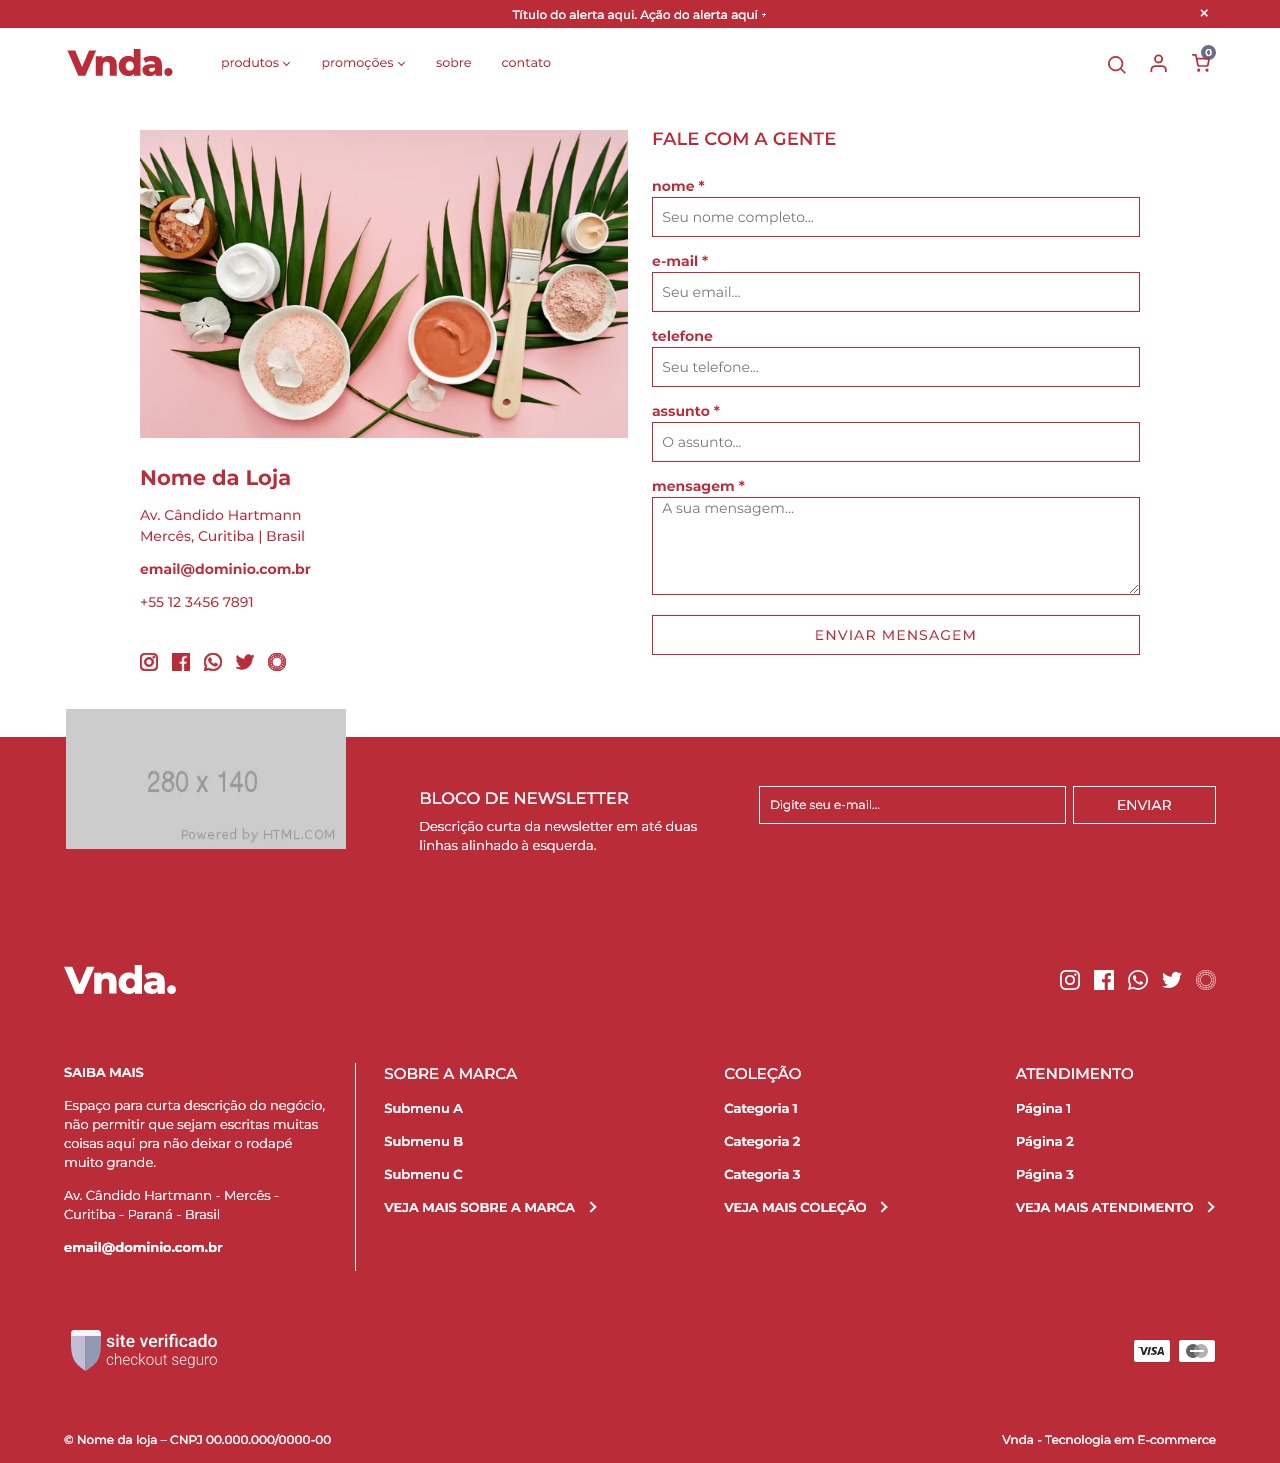 Título do alerta aqui. Ação do alerta aqui +
×
Vnda.
produtos
promoções
sobre
contato
0
FALE COM A GENTE
nome *
Seu nome completo...
e-mail *
Seu email...
telefone
Seu telefone...
assunto *
O assunto...
mensagem *
A sua mensagem...
ENVIAR MENSAGEM
Nome da Loja
Av. Cândido Hartmann
Mercês, Curitiba | Brasil
email@dominio.com.br
+55 12 3456 7891
280 x 140
Powered by HTML.COM
BLOCO DE NEWSLETTER
Descrição curta da newsletter em até duas
linhas alinhado à esquerda.
Digite seu e-mail...
ENVIAR
Vnda.
SAIBA MAIS
Espaço para curta descrição do negócio,
não permitir que sejam escritas muitas
coisas aqui pra não deixar o rodapé
muito grande.
Av. Cândido Hartmann - Mercês -
Curitiba - Paraná - Brasil
email@dominio.com.br
SOBRE A MARCA
Submenu A
Submenu B
Submenu C
VEJA MAIS SOBRE A MARCA
COLEÇÃO
Categoria 1
Categoria 2
Categoria 3
VEJA MAIS COLEÇÃO
ATENDIMENTO
Página 1
Página 2
Página 3
VEJA MAIS ATENDIMENTO
site verificado
checkout seguro
VISA
© Nome da loja – CNPJ 00.000.000/0000-00
Vnda - Tecnologia em E-commerce